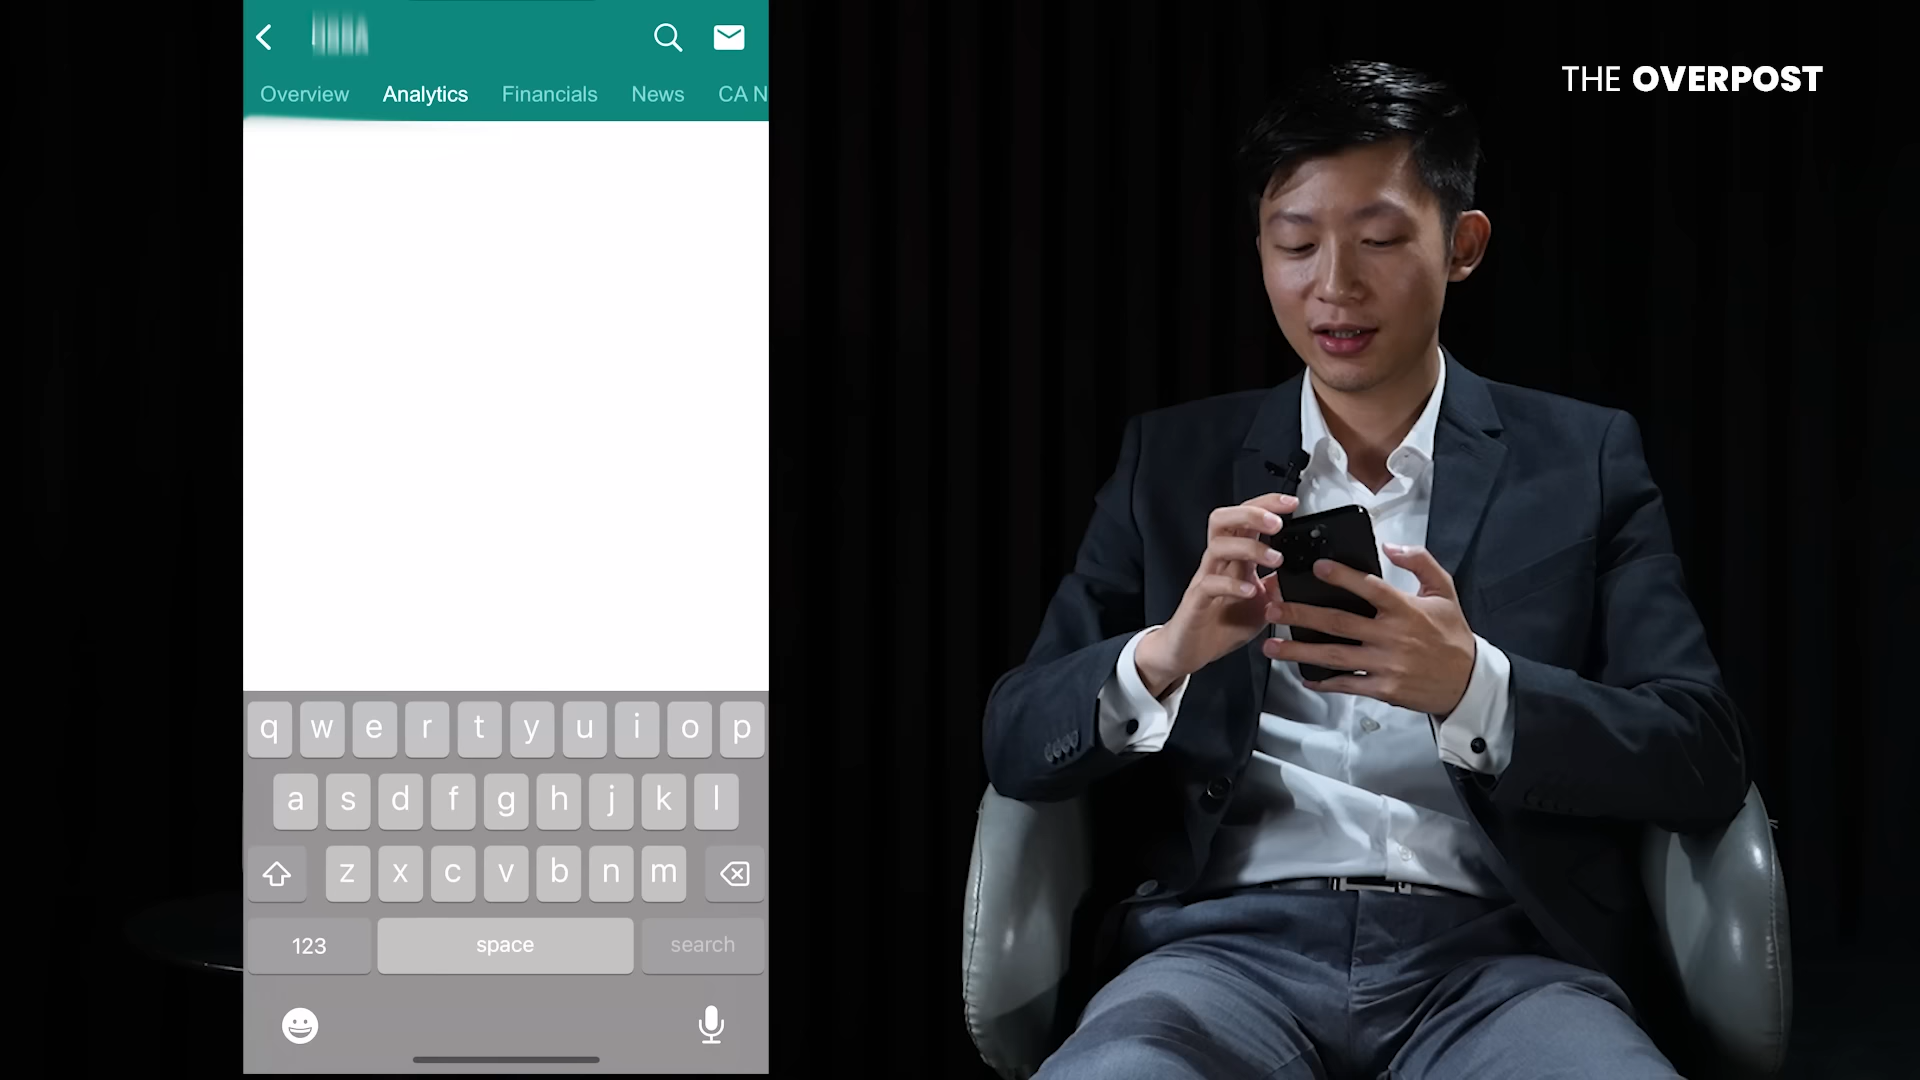 THE OVERPOST
Overview Analytics Financials News CA N
q w e r t y u i o p
a s d f g h j k l
z x c v b n m
123 space search